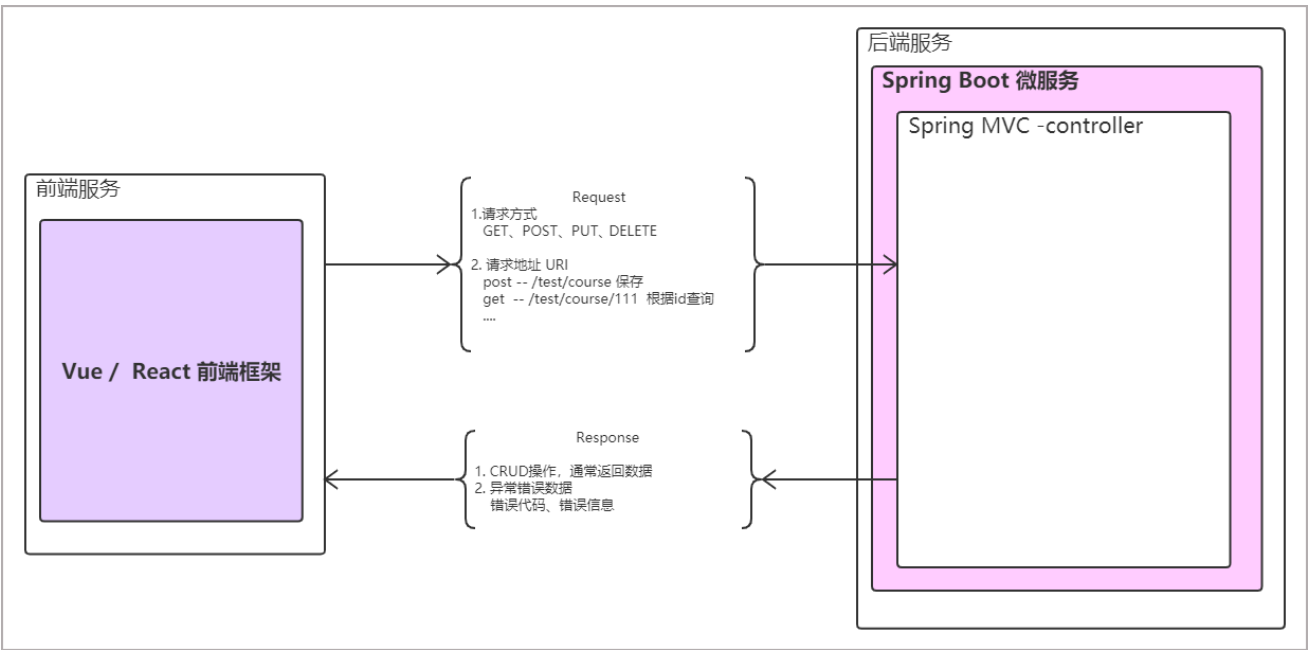 后端服务
Spring Boot 微服务
Spring MVC -controller
前端服务
Vue / React 前端框架
Request
1.请求方式
GET、POST、PUT、DELETE
2. 请求地址 URI
post -- /test/course 保存
get -- /test/course/111 根据id查询
....
Response
1. CRUD操作，通常返回数据
2. 异常错误数据
错误代码、错误信息